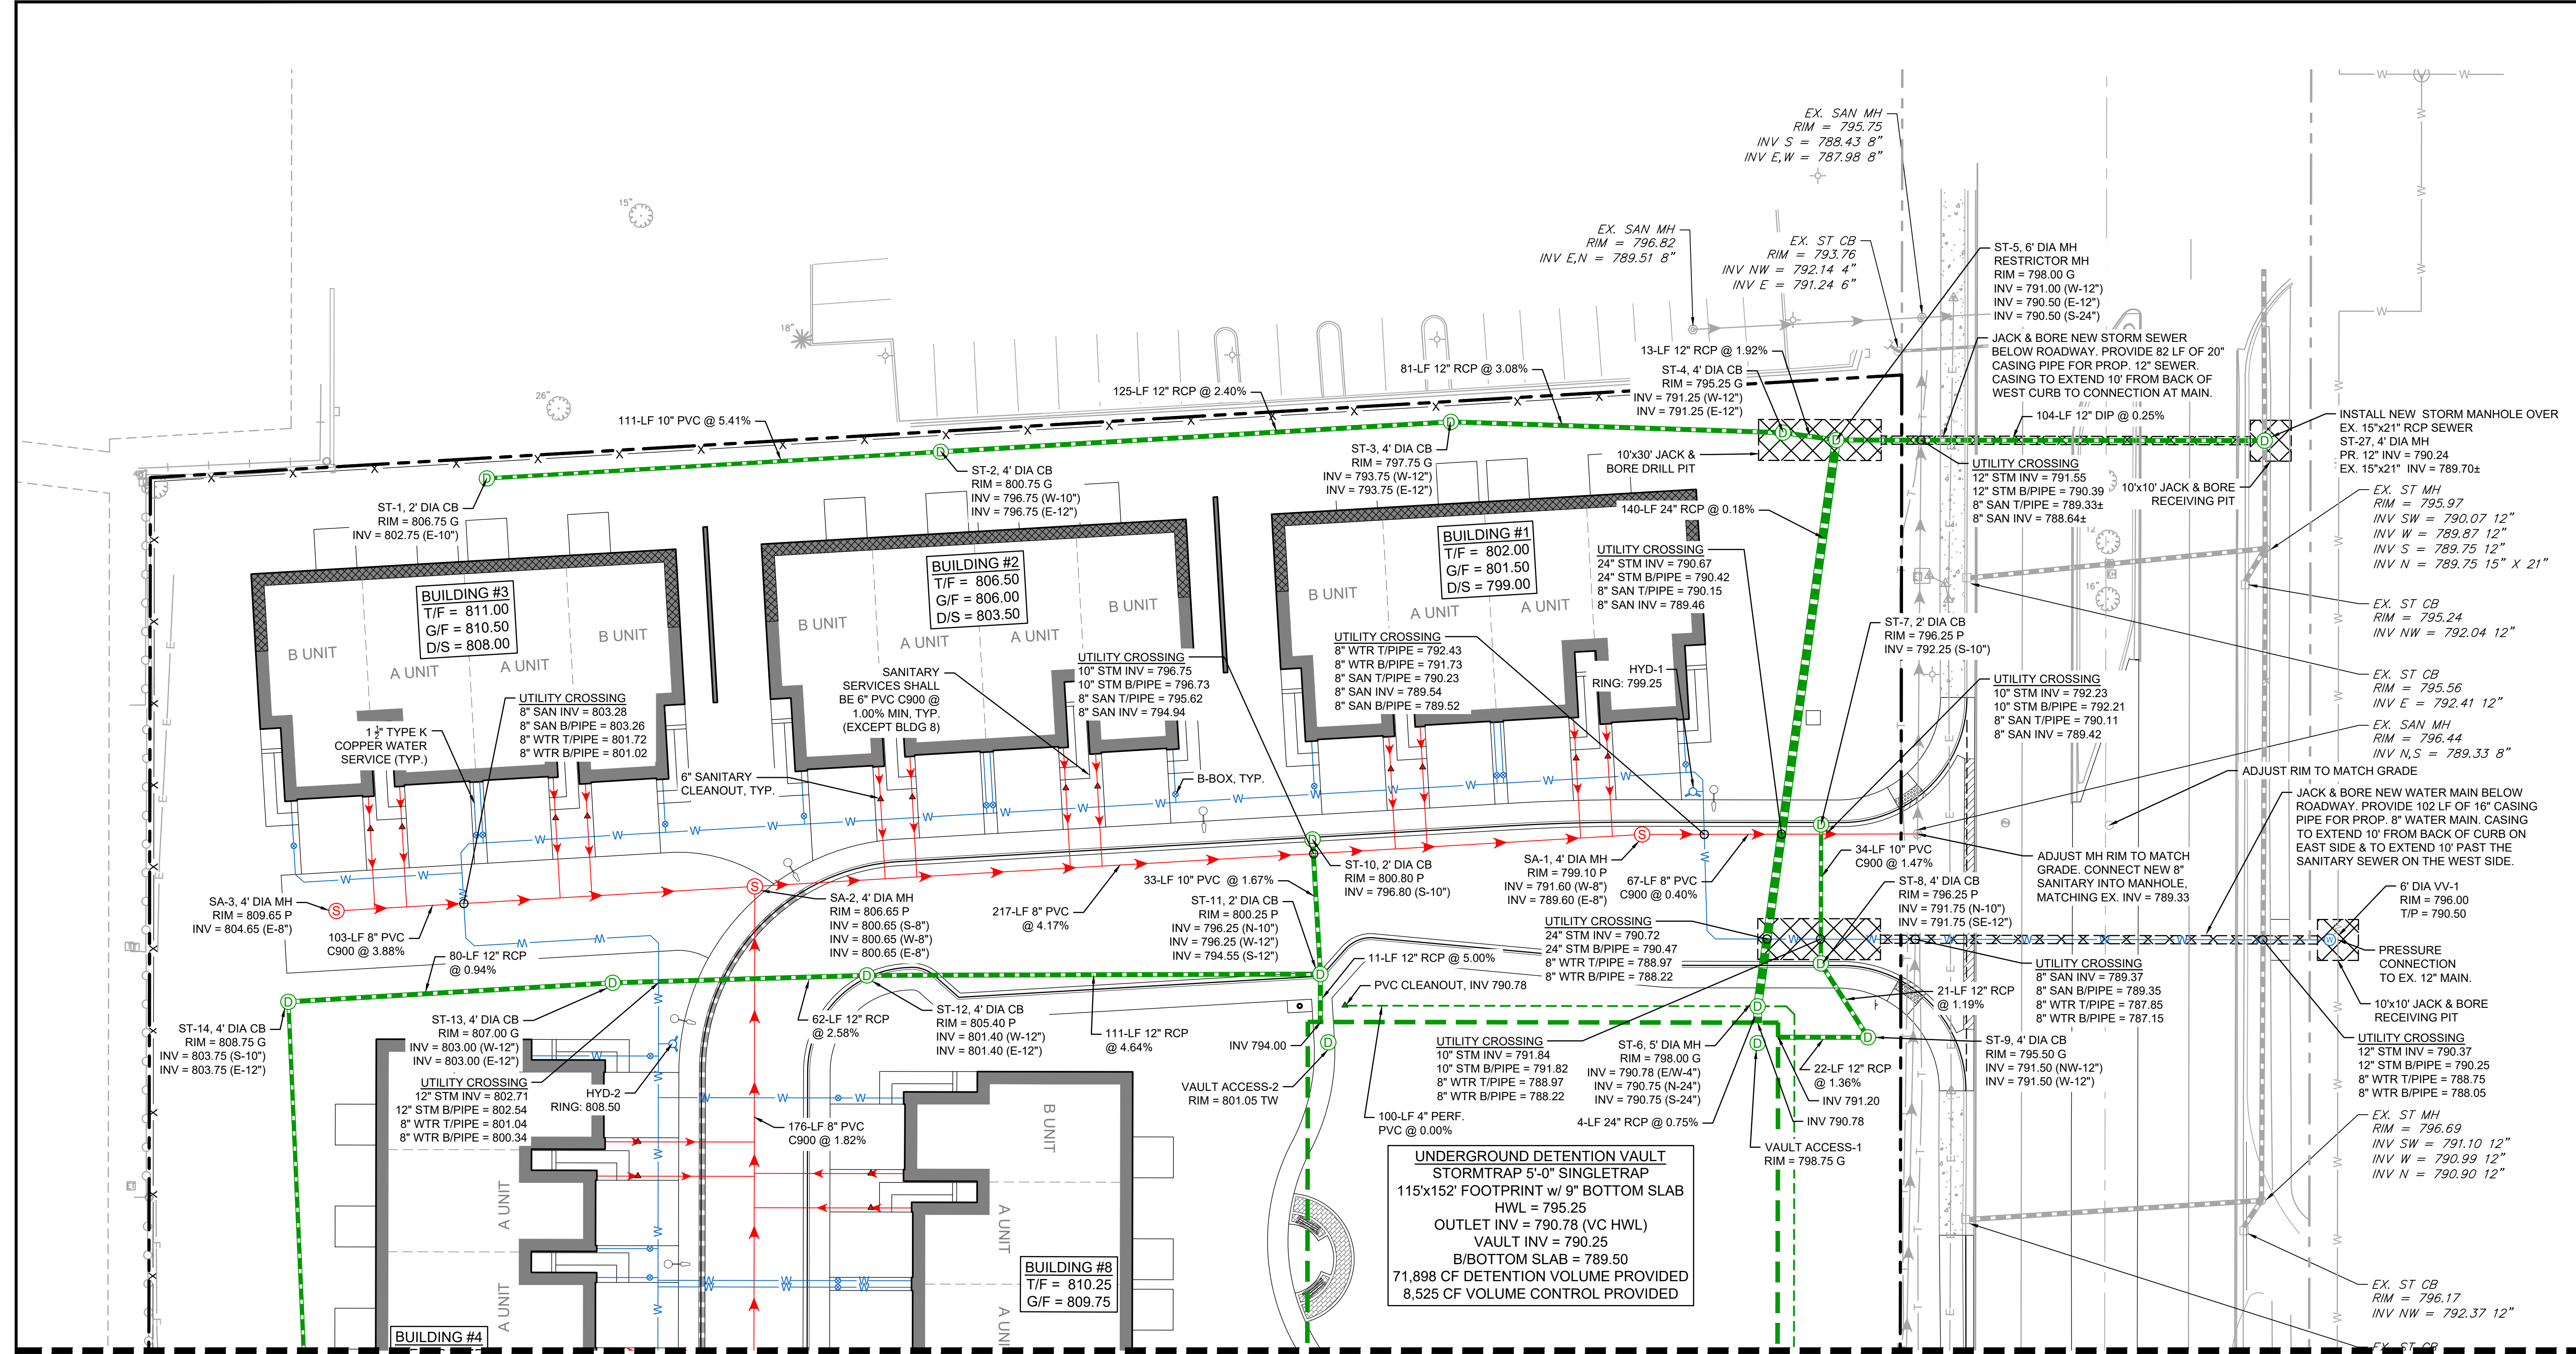 EX. SAN MH
RIM = 795.75
INV S = 788.43 8"
INV E,W = 787.98 8"
EX. SAN MH
RIM = 796.82
INV E,N = 789.51 8"
EX. ST CB
RIM = 793.76
INV NW = 792.14 4"
INV E = 791.24 6"
ST-5, 6' DIA MH
RESTRICTOR MH
RIM = 798.00 G
INV = 791.00 (W-12")
INV = 790.50 (E-12")
INV = 790.50 (S-24")
JACK & BORE NEW STORM SEWER
BELOW ROADWAY. PROVIDE 82 LF OF 20"
CASING PIPE FOR PROP. 12" SEWER.
CASING TO EXTEND 10' FROM BACK OF
WEST CURB TO CONNECTION AT MAIN.
104-LF 12" DIP @ 0.25%
INSTALL NEW STORM MANHOLE OVER
EX. 15"x21" RCP SEWER
ST-27, 4' DIA MH
PR. 12" INV = 790.24
EX. 15"x21" INV = 789.70±
15"
18"
26"
13-LF 12" RCP @ 1.92%
ST-4, 4' DIA CB
RIM = 795.25 G
INV = 791.25 (W-12")
INV = 791.25 (E-12")
81-LF 12" RCP @ 3.08%
125-LF 12" RCP @ 2.40%
111-LF 10" PVC @ 5.41%
ST-1, 2' DIA CB
RIM = 806.75 G
INV = 802.75 (E-10")
ST-2, 4' DIA CB
RIM = 800.75 G
INV = 796.75 (W-10")
INV = 796.75 (E-12")
ST-3, 4' DIA CB
RIM = 797.75 G
INV = 793.75 (W-12")
INV = 793.75 (E-12")
10'x30' JACK &
BORE DRILL PIT
UTILITY CROSSING
12" STM INV = 791.55
12" STM B/PIPE = 790.39
8" SAN T/PIPE = 789.33±
8" SAN INV = 788.64±
10'x10' JACK & BORE
RECEIVING PIT
EX. ST MH
RIM = 795.97
INV SW = 790.07 12"
INV W = 789.87 12"
INV S = 789.75 12"
INV N = 789.75 15" X 21"
140-LF 24" RCP @ 0.18%
12"
16"
BUILDING #3
T/F = 811.00
G/F = 810.50
D/S = 808.00
B UNIT
A UNIT
A UNIT
B UNIT
BUILDING #2
T/F = 806.50
G/F = 806.00
D/S = 803.50
B UNIT
A UNIT
A UNIT
B UNIT
BUILDING #1
T/F = 802.00
G/F = 801.50
D/S = 799.00
B UNIT
A UNIT
A UNIT
UTILITY CROSSING
24" STM INV = 790.67
24" STM B/PIPE = 790.42
8" SAN T/PIPE = 790.15
8" SAN INV = 789.46
EX. ST CB
RIM = 795.24
INV NW = 792.04 12"
ST-7, 2' DIA CB
RIM = 796.25 P
INV = 792.25 (S-10")
UTILITY CROSSING
8" WTR T/PIPE = 792.43
8" WTR B/PIPE = 791.73
8" SAN T/PIPE = 790.23
8" SAN INV = 789.54
8" SAN B/PIPE = 789.52
HYD-1
RING: 799.25
UTILITY CROSSING
10" STM INV = 796.75
10" STM B/PIPE = 796.73
8" SAN T/PIPE = 795.62
8" SAN INV = 794.94
SANITARY
SERVICES SHALL
BE 6" PVC C900 @
1.00% MIN, TYP.
(EXCEPT BLDG 8)
UTILITY CROSSING
8" SAN INV = 803.28
8" SAN B/PIPE = 803.26
8" WTR T/PIPE = 801.72
8" WTR B/PIPE = 801.02
1 1/2" TYPE K
COPPER WATER
SERVICE (TYP.)
6" SANITARY
CLEANOUT, TYP.
B-BOX, TYP.
UTILITY CROSSING
10" STM INV = 792.23
10" STM B/PIPE = 792.21
8" SAN T/PIPE = 790.11
8" SAN INV = 789.42
EX. ST CB
RIM = 795.56
INV E = 792.41 12"
EX. SAN MH
RIM = 796.44
INV N,S = 789.33 8"
ADJUST RIM TO MATCH GRADE
JACK & BORE NEW WATER MAIN BELOW
ROADWAY. PROVIDE 102 LF OF 16" CASING
PIPE FOR PROP. 8" WATER MAIN. CASING
TO EXTEND 10' FROM BACK OF CURB ON
EAST SIDE & TO EXTEND 10' PAST THE
SANITARY SEWER ON THE WEST SIDE.
SA-3, 4' DIA MH
RIM = 809.65 P
INV = 804.65 (E-8")
103-LF 8" PVC
C900 @ 3.88%
SA-2, 4' DIA MH
RIM = 806.65 P
INV = 800.65 (S-8")
INV = 800.65 (W-8")
INV = 800.65 (E-8")
217-LF 8" PVC
@ 4.17%
33-LF 10" PVC @ 1.67%
ST-10, 2' DIA CB
RIM = 800.80 P
INV = 796.80 (S-10")
ST-11, 2' DIA CB
RIM = 800.25 P
INV = 796.25 (N-10")
INV = 796.25 (W-12")
INV = 794.55 (S-12")
SA-1, 4' DIA MH
RIM = 799.10 P
INV = 791.60 (W-8")
INV = 789.60 (E-8")
67-LF 8" PVC
C900 @ 0.40%
34-LF 10" PVC
C900 @ 1.47%
ST-8, 4' DIA CB
RIM = 796.25 P
INV = 791.75 (N-10")
INV = 791.75 (SE-12")
ADJUST MH RIM TO MATCH
GRADE. CONNECT NEW 8"
SANITARY INTO MANHOLE,
MATCHING EX. INV = 789.33
6' DIA VV-1
RIM = 796.00
T/P = 790.50
PRESSURE
CONNECTION
TO EX. 12" MAIN.
10'x10' JACK & BORE
RECEIVING PIT
80-LF 12" RCP
@ 0.94%
ST-14, 4' DIA CB
RIM = 808.75 G
INV = 803.75 (S-10")
INV = 803.75 (E-12")
ST-13, 4' DIA CB
RIM = 807.00 G
INV = 803.00 (W-12")
INV = 803.00 (E-12")
UTILITY CROSSING
12" STM INV = 802.71
12" STM B/PIPE = 802.54
8" WTR T/PIPE = 801.04
8" WTR B/PIPE = 800.34
HYD-2
RING: 808.50
62-LF 12" RCP
@ 2.58%
ST-12, 4' DIA CB
RIM = 805.40 P
INV = 801.40 (W-12")
INV = 801.40 (E-12")
111-LF 12" RCP
@ 4.64%
176-LF 8" PVC
C900 @ 1.82%
UTILITY CROSSING
24" STM INV = 790.72
24" STM B/PIPE = 790.47
8" WTR T/PIPE = 788.97
8" WTR B/PIPE = 788.22
11-LF 12" RCP @ 5.00%
PVC CLEANOUT, INV 790.78
INV 794.00
VAULT ACCESS-2
RIM = 801.05 TW
UTILITY CROSSING
10" STM INV = 791.84
10" STM B/PIPE = 791.82
8" WTR T/PIPE = 788.97
8" WTR B/PIPE = 788.22
100-LF 4" PERF.
PVC @ 0.00%
ST-6, 5' DIA MH
RIM = 798.00 G
INV = 790.78 (E/W-4")
INV = 790.75 (N-24")
INV = 790.75 (S-24")
4-LF 24" RCP @ 0.75%
21-LF 12" RCP
@ 1.19%
22-LF 12" RCP
@ 1.36%
INV 791.20
INV 790.78
VAULT ACCESS-1
RIM = 798.75 G
UTILITY CROSSING
8" SAN INV = 789.37
8" SAN B/PIPE = 789.35
8" WTR T/PIPE = 787.85
8" WTR B/PIPE = 787.15
ST-9, 4' DIA CB
RIM = 795.50 G
INV = 791.50 (NW-12")
INV = 791.50 (W-12")
UTILITY CROSSING
12" STM INV = 790.37
12" STM B/PIPE = 790.25
8" WTR T/PIPE = 788.75
8" WTR B/PIPE = 788.05
EX. ST MH
RIM = 796.69
INV SW = 791.10 12"
INV W = 790.99 12"
INV N = 790.90 12"
UNDERGROUND DETENTION VAULT
STORMTRAP 5'-0" SINGLETRAP
115'x152' FOOTPRINT w/ 9" BOTTOM SLAB
HWL = 795.25
OUTLET INV = 790.78 (VC HWL)
VAULT INV = 790.25
B/BOTTOM SLAB = 789.50
71,898 CF DETENTION VOLUME PROVIDED
8,525 CF VOLUME CONTROL PROVIDED
B UNIT
A UNIT
A UNIT
A UNIT
BUILDING #8
T/F = 810.25
G/F = 809.75
BUILDING #4
EX. ST CB
RIM = 796.17
INV NW = 792.37 12"
EX. ST CB